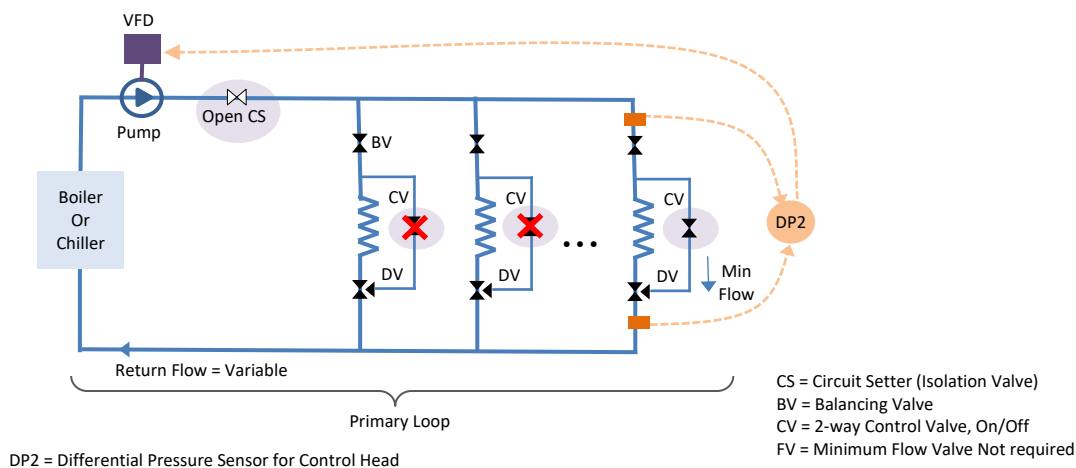 VFD
Pump
Open CS
BV
CV
CV
CV
Boiler
Or
Chiller
DP2
...
DV
DV
DV
Min
Flow
Return Flow = Variable
Primary Loop
CS = Circuit Setter (Isolation Valve)
BV = Balancing Valve
CV = 2-way Control Valve, On/Off
FV = Minimum Flow Valve Not required
DP2 = Differential Pressure Sensor for Control Head